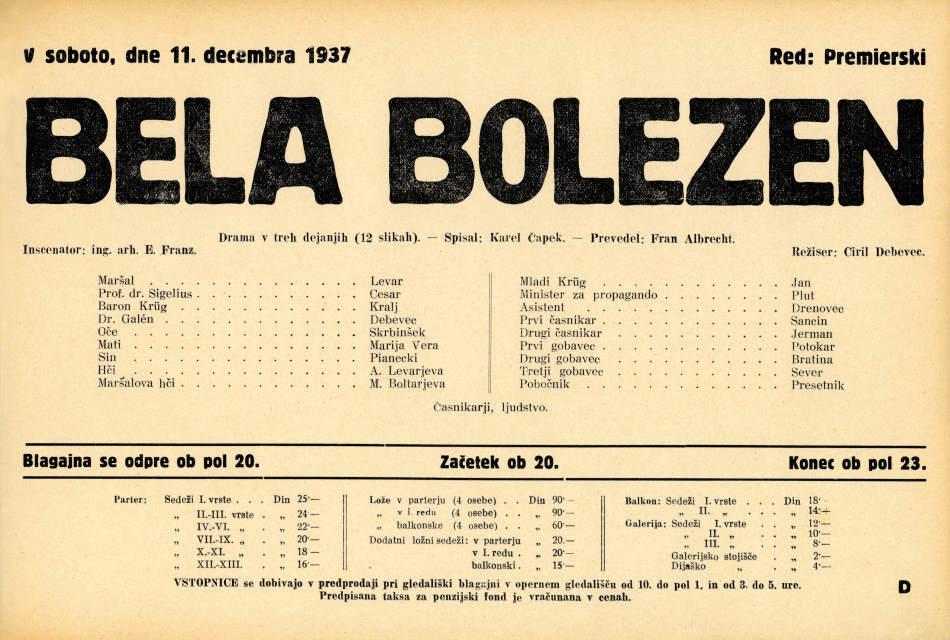 V soboto, dne 11. decembra 1937 Red: Premierski
BELA BOLEZEN
Drama v treh dejanjih (12 slikah). — Spisal: Karel Čapek. — Prevedel: Fran Albrecht.
Inscenator: ing. arh. E. Franz. Režiser: Ciril Debevec.
Maršal . . . . . . . . . . . . Levar
Prof. dr. Sigelius . . . . . . . . . . Cesar
Baron Krüg . . . . . . . . . . . Kralj
Dr. Galén . . . . . . . . . . . . Debevec
Oče . . . . . . . . . . . . . Skrbinšek
Mati . . . . . . . . . . . . . Marija Vera
Sin . . . . . . . . . . . . . Pianecki
Hči . . . . . . . . . . . . . A. Levarjeva
Maršalova hči . . . . . . . . . . . M. Boltarjeva
Mladi Krüg . . . . . . . . . . Jan
Minister za propagando . . . . . . . Plut
Asistent . . . . . . . . . . . Drenovec
Prvi časnikar . . . . . . . . . . Sancin
Drugi časnikar . . . . . . . . . Jerman
Prvi gobavec . . . . . . . . . . Potokar
Drugi gobavec . . . . . . . . . Bratina
Tretji gobavec . . . . . . . . . Sever
Pobočnik . . . . . . . . . . . Presetnik
Časnikarji, ljudstvo.
Blagajna se odpre ob pol 20. Začetek ob 20. Konec ob pol 23.
Parter: Sedeži I. vrste . . . Din 25·—
„ II.-III. vrste . „ 24·—
„ IV.-VI. „ . „ 22·—
„ VII.-IX. „ . „ 20·—
„ X.-XI. „ . „ 18·—
„ XII.-XIII. „ 16·—
Lože v parterju (4 osebe) . . Din 90·—
„ v I. redu (4 osebe) . . „ 90·—
„ balkonske (4 osebe) . . „ 60·—
Dodatni ložni sedeži: v parterju „ 20.—
v I. redu . „ 20·—
balkonski . „ 15·—
Balkon: Sedeži I. vrste . . . Din 18·—
„ II. „ . . . „ 14·—
Galerija: Sedeži I. vrste . . . „ 12·—
„ II. „ . . . „ 10·—
„ III. „ . . . „ 8·—
Galerijsko stojišče . . „ 2·—
Dijaško „ . . „ 4·—
VSTOPNICE se dobivajo v predprodaji pri gledališki blagajni v opernem gledališču od 10. do pol 1. in od 3. do 5. ure.
Predpisana taksa za penzijski fond je vračunana v cenah.
D